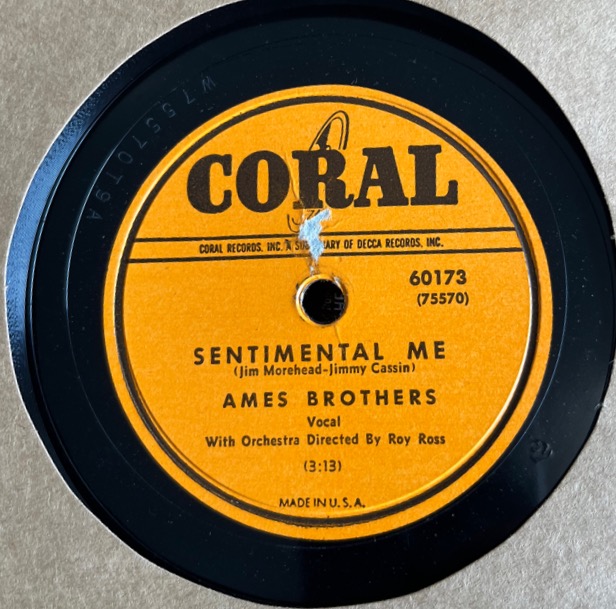 W75570T9A
CORAL
CORAL RECORDS, INC. A SUBSIDIARY OF DECCA RECORDS, INC.
60173
(75570)
SENTIMENTAL ME
(Jim Morehead-Jimmy Cassin)
AMES BROTHERS
Vocal
With Orchestra Directed By Roy Ross
(3:13)
MADE IN U. S. A.